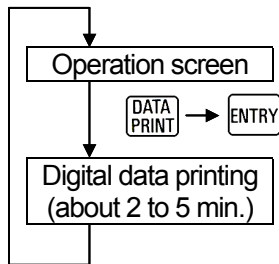 Operation screen
DATA
PRINT
ENTRY
Digital data printing
(about 2 to 5 min.)